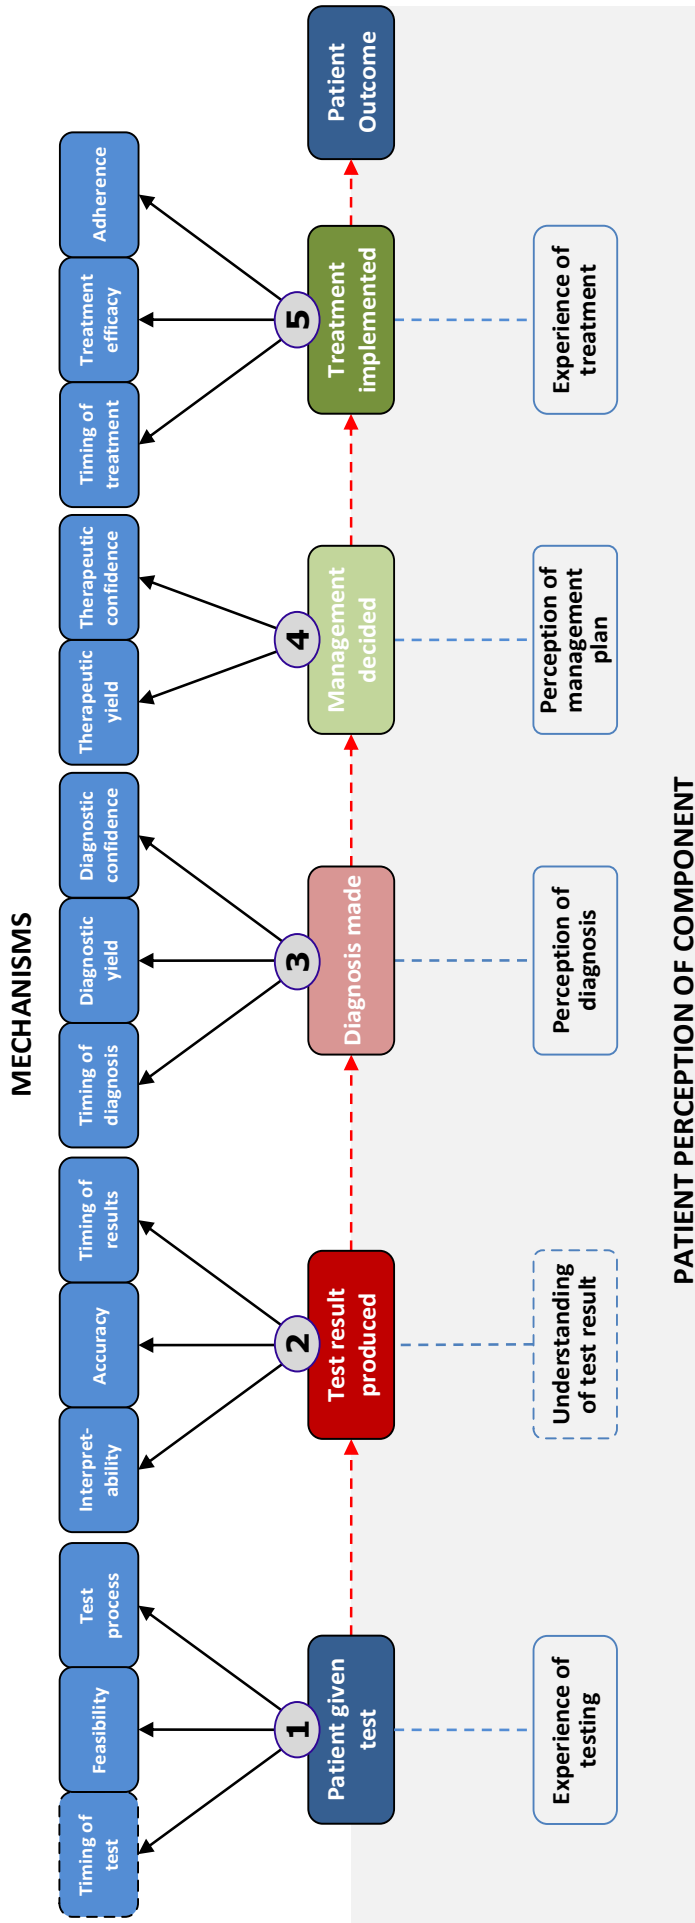 MECHANISMS
Timing of
test
Feasibility
Test
process
Interpret-
ability
Accuracy
Timing of
results
Timing of
diagnosis
Diagnostic
yield
Diagnostic
confidence
Therapeutic
yield
Therapeutic
confidence
Timing of
treatment
Treatment
efficacy
Adherence
1
2
3
4
5
Patient given
test
Test result
produced
Diagnosis made
Management
decided
Treatment
implemented
Patient
Outcome
Experience of
testing
Understanding
of test result
Perception of
diagnosis
Perception of
management
plan
Experience of
treatment
PATIENT PERCEPTION OF COMPONENT